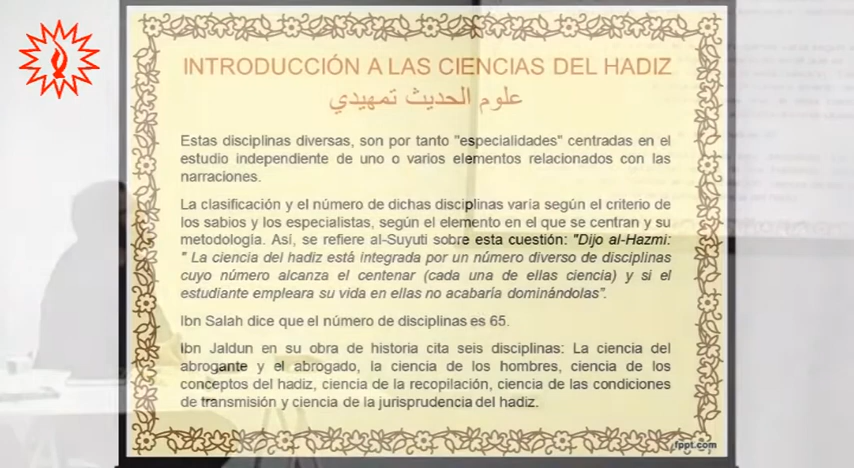 INTRODUCCIÓN A LAS CIENCIAS DEL HADIZ
علوم الحديث تمهيدي
Estas disciplinas diversas, son por tanto "especialidades" centradas en el
estudio independiente de uno o varios elementos relacionados con las
narraciones.
La clasificación y el número de dichas disciplinas varía según el criterio de
los sabios y los especialistas, según el elemento en el que se centran y su
metodología. Así, se refiere al-Suyuti sobre esta cuestión: "Dijo al-Hazmi:
" La ciencia del hadiz está integrada por un número diverso de disciplinas
cuyo número alcanza el centenar (cada una de ellas ciencia) y si el
estudiante empleara su vida en ellas no acabaría dominándolas".
Ibn Salah dice que el número de disciplinas es 65.
Ibn Jaldun en su obra de historia cita seis disciplinas: La ciencia del
abrogante y el abrogado, la ciencia de los hombres, ciencia de los
conceptos del hadiz, ciencia de la recopilación, ciencia de las condiciones
de transmisión y ciencia de la jurisprudencia del hadiz.
fppt.com